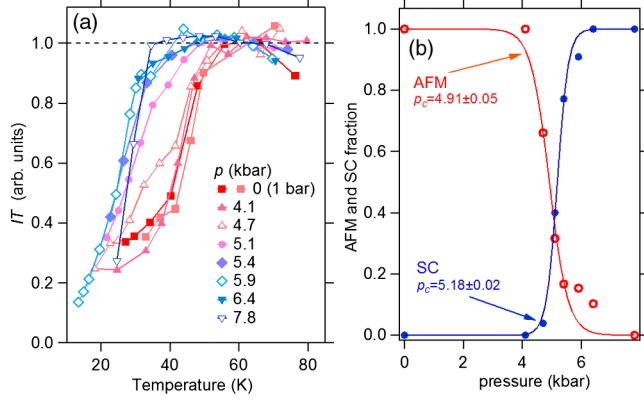 (a)
IT (arb. units)
1.0
0.8
0.6
0.4
0.2
0.0
p (kbar)
0 (1 bar)
4.1
4.7
5.1
5.4
5.9
6.4
7.8
20
40
60
80
Temperature (K)
(b)
AFM and SC fraction
1.0
0.8
0.6
0.4
0.2
0.0
AFM
pc=4.91±0.05
SC
pc=5.18±0.02
0
2
4
6
pressure (kbar)